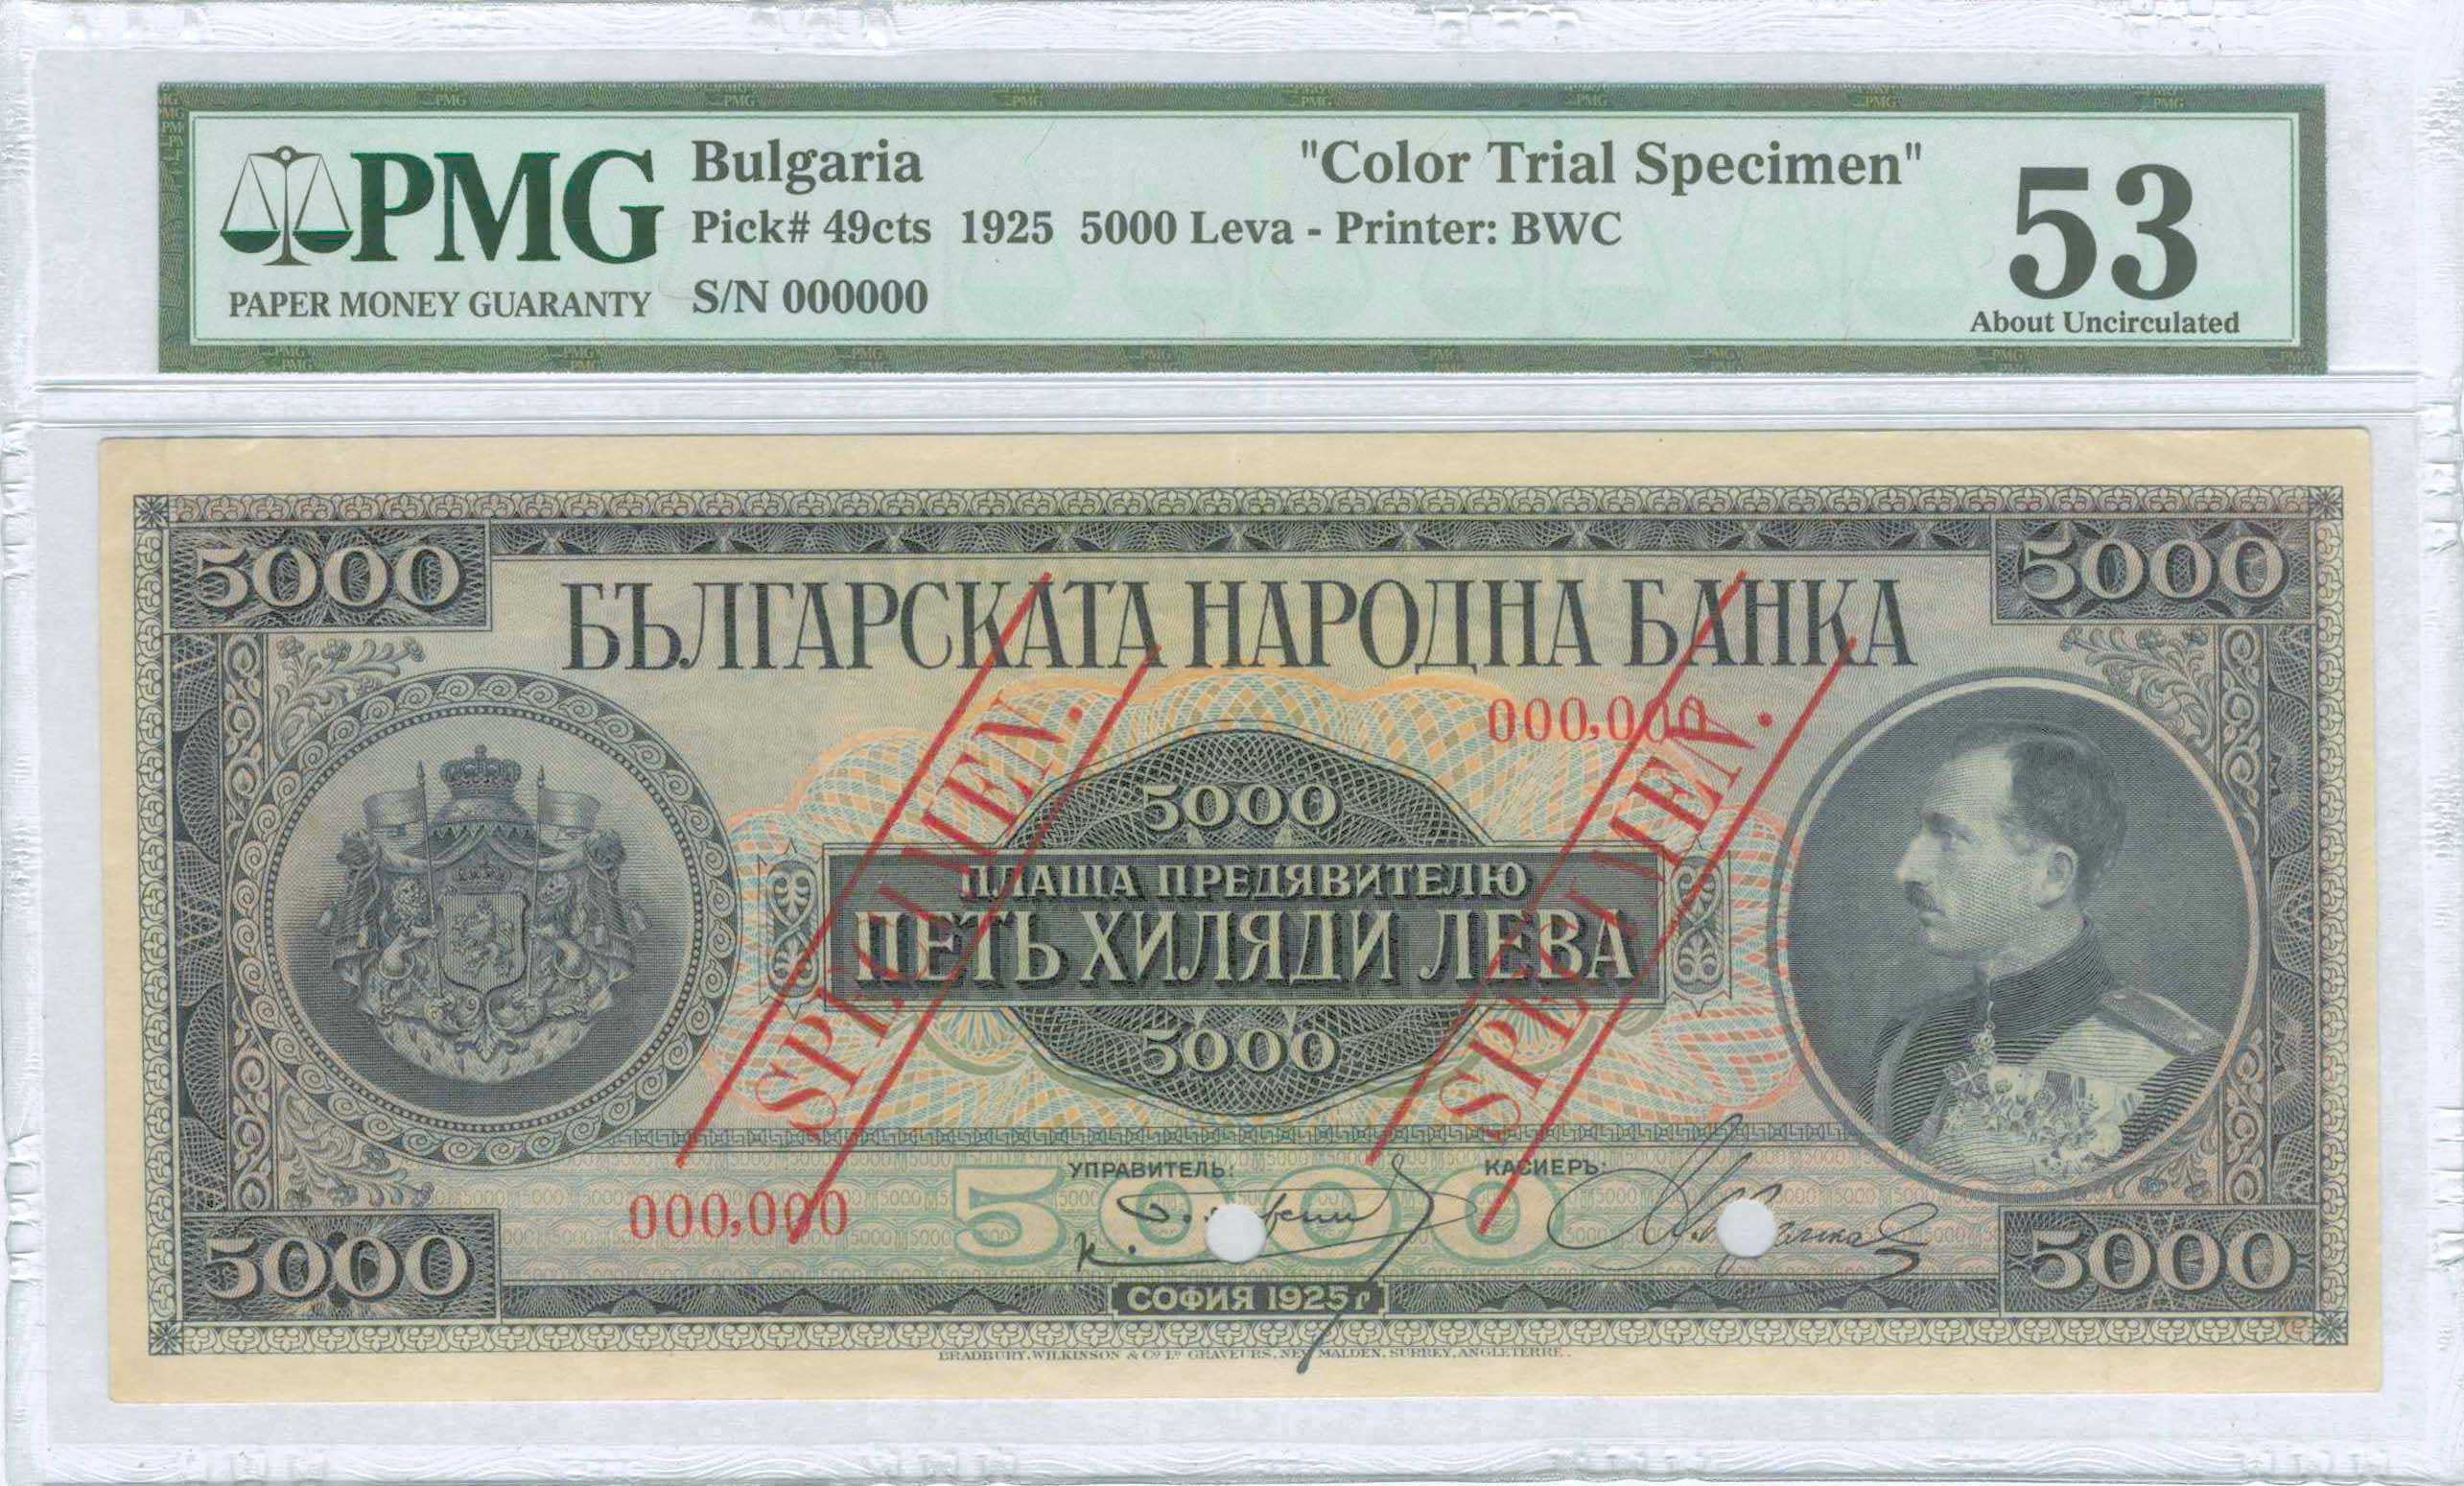 PMG
PAPER MONEY GUARANTY
Bulgaria "Color Trial Specimen"
Pick# 49cts 1925 5000 Leva - Printer: BWC
S/N 000000
53
About Uncirculated
5000 5000
БЪЛГАРСКАТА НАРОДНА БАНКА
000,000
SPECIMEN. SPECIMEN.
5000
ПЛАЩА ПРЕДЯВИТЕЛЮ
ПЕТЬ ХИЛЯДИ ЛЕВА
5000
УПРАВИТЕЛЬ: КАСИЕРЪ:
000,000 5000
5000 5000
СОФИЯ 1925 г
BRADBURY, WILKINSON & Cº Lº GRAVEURS, NEW MALDEN, SURREY, ANGLETERRE.